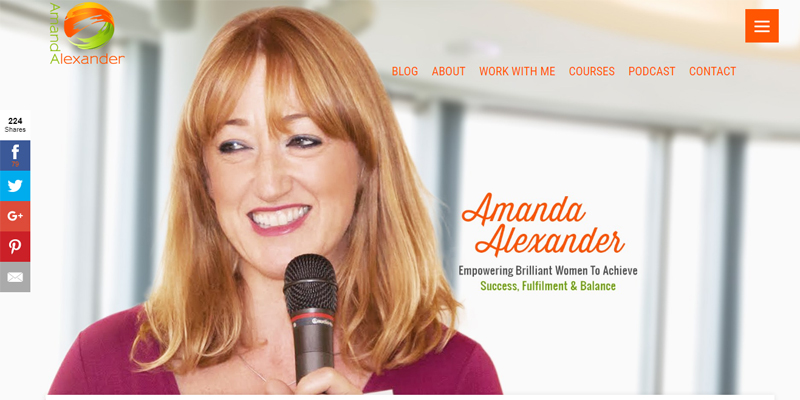 Amanda
Alexander
BLOG ABOUT WORK WITH ME COURSES PODCAST CONTACT
224
Shares
79
Amanda
Alexander
Empowering Brilliant Women To Achieve
Success, Fulfilment & Balance